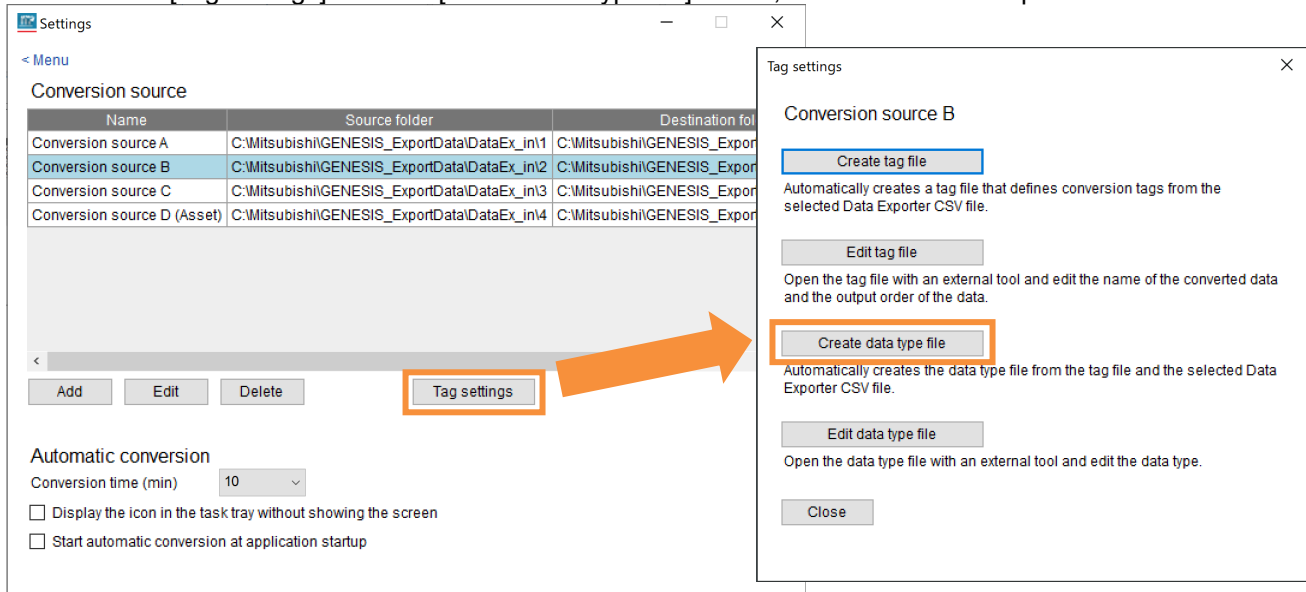 Settings
< Menu
Conversion source
Name Source folder Destination fol
Conversion source A C:\Mitsubishi\GENESIS_ExportData\DataEx_in\1 C:\Mitsubishi\GENESIS_Expor
Conversion source B C:\Mitsubishi\GENESIS_ExportData\DataEx_in\2 C:\Mitsubishi\GENESIS_Expor
Conversion source C C:\Mitsubishi\GENESIS_ExportData\DataEx_in\3 C:\Mitsubishi\GENESIS_Expor
Conversion source D (Asset) C:\Mitsubishi\GENESIS_ExportData\DataEx_in\4 C:\Mitsubishi\GENESIS_Expor
Add Edit Delete Tag settings
Automatic conversion
Conversion time (min) 10
Display the icon in the task tray without showing the screen
Start automatic conversion at application startup
Tag settings
Conversion source B
Create tag file
Automatically creates a tag file that defines conversion tags from the
selected Data Exporter CSV file.
Edit tag file
Open the tag file with an external tool and edit the name of the converted data
and the output order of the data.
Create data type file
Automatically creates the data type file from the tag file and the selected Data
Exporter CSV file.
Edit data type file
Open the data type file with an external tool and edit the data type.
Close